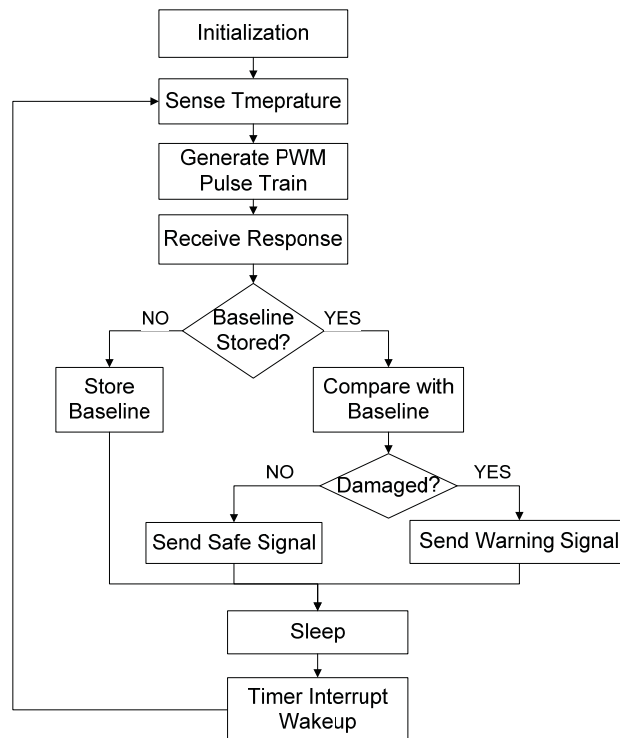 Initialization
Sense Tmeprature
Generate PWM
Pulse Train
Receive Response
Baseline
Stored?
NO
YES
Store
Baseline
Compare with
Baseline
Damaged?
NO
YES
Send Safe Signal
Send Warning Signal
Sleep
Timer Interrupt
Wakeup